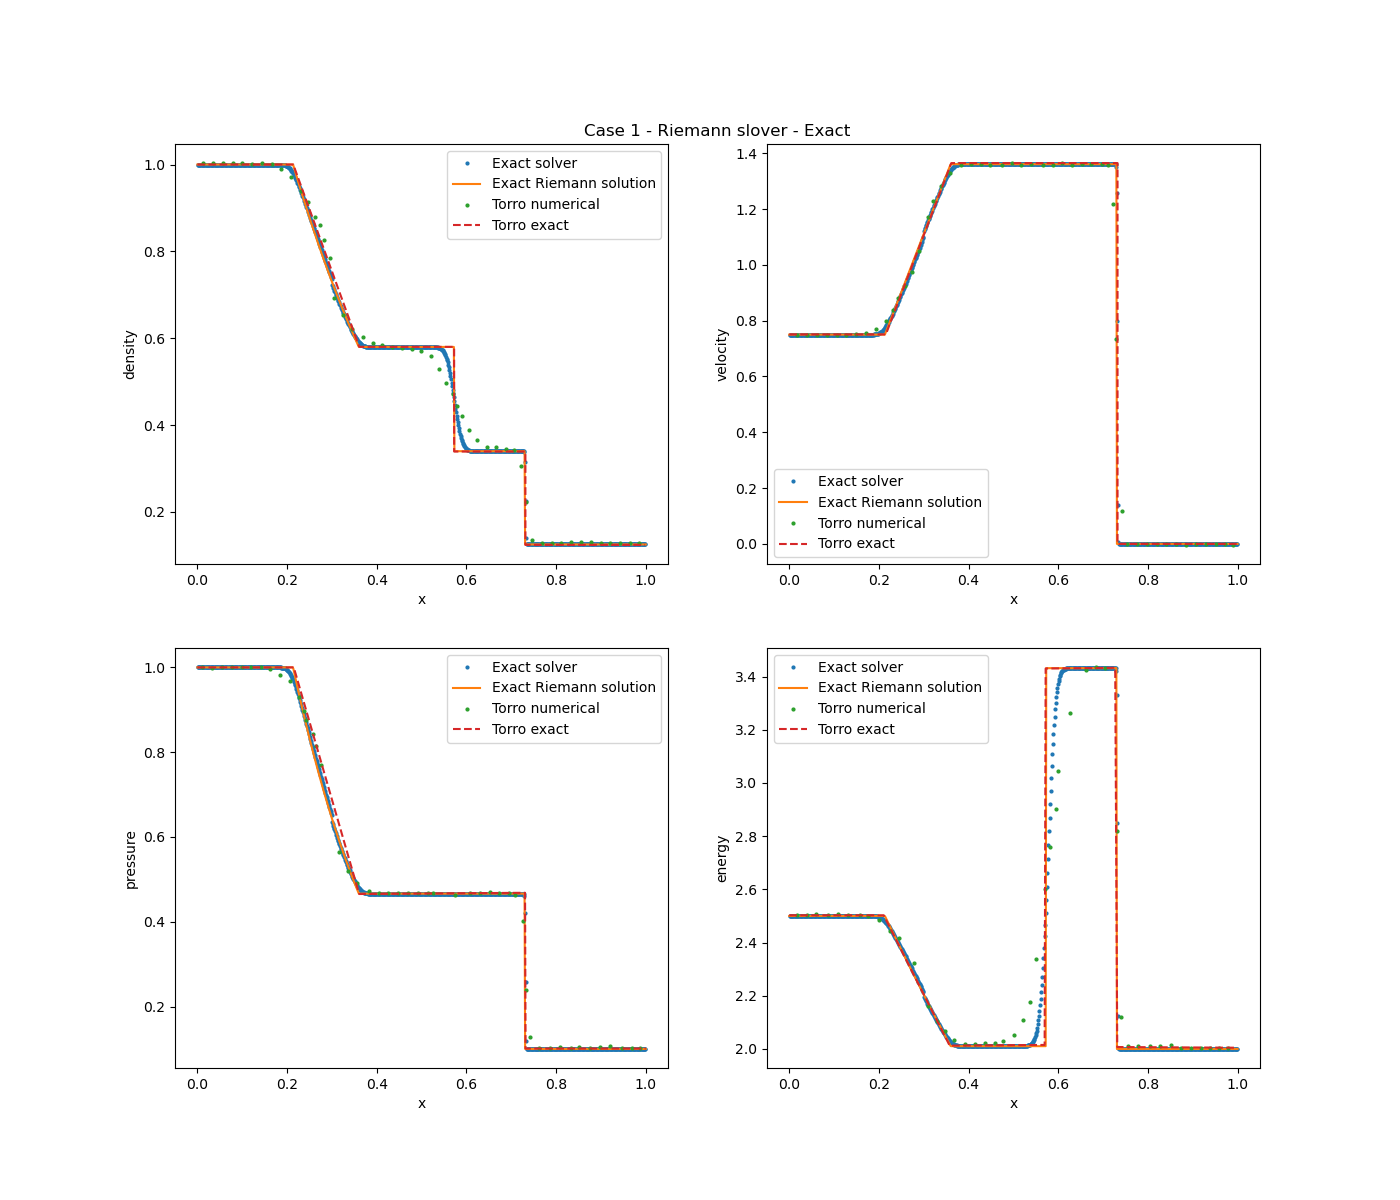 Case 1 - Riemann slover - Exact
1.0
0.8
0.6
0.4
0.2
density
0.0 0.2 0.4 0.6 0.8 1.0
x
Exact solver
Exact Riemann solution
Torro numerical
Torro exact
1.4
1.2
1.0
0.8
0.6
0.4
0.2
0.0
velocity
0.0 0.2 0.4 0.6 0.8 1.0
x
Exact solver
Exact Riemann solution
Torro numerical
Torro exact
1.0
0.8
0.6
0.4
0.2
pressure
0.0 0.2 0.4 0.6 0.8 1.0
x
Exact solver
Exact Riemann solution
Torro numerical
Torro exact
3.4
3.2
3.0
2.8
2.6
2.4
2.2
2.0
energy
0.0 0.2 0.4 0.6 0.8 1.0
x
Exact solver
Exact Riemann solution
Torro numerical
Torro exact